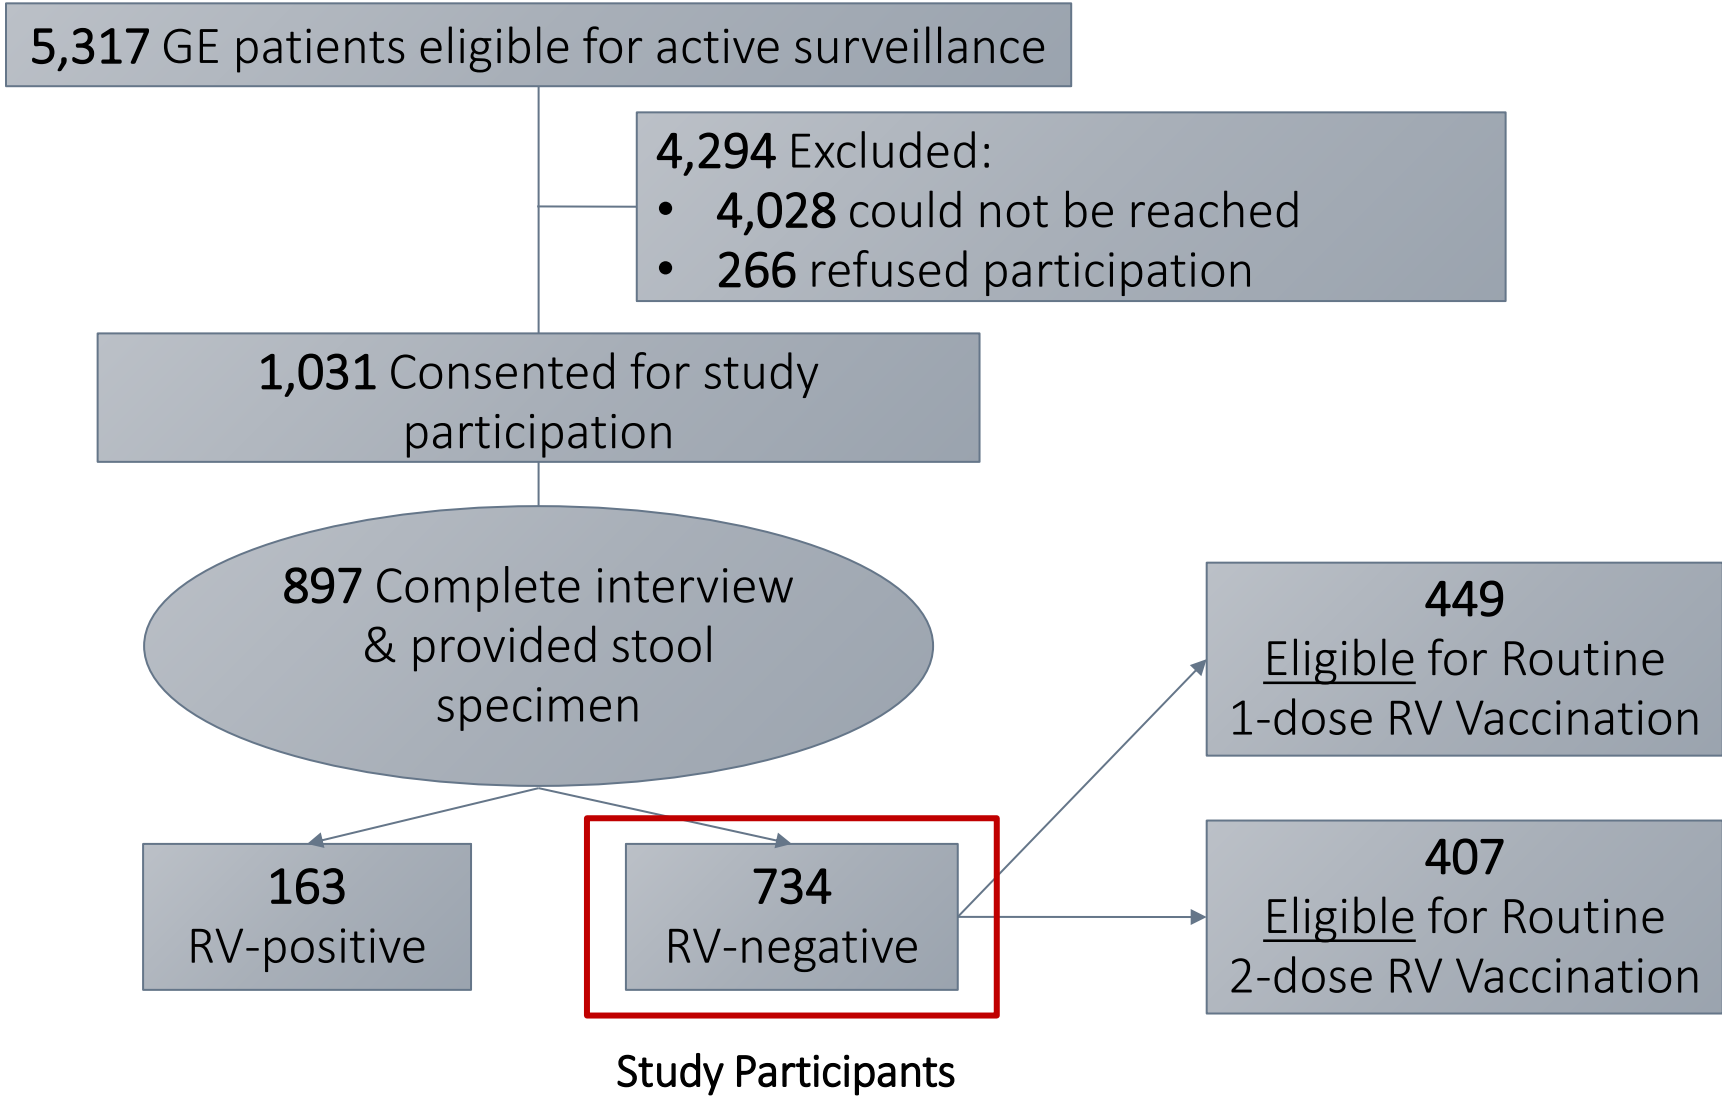 5,317 GE patients eligible for active surveillance
4,294 Excluded:
• 4,028 could not be reached
• 266 refused participation
1,031 Consented for study
participation
897 Complete interview
& provided stool
specimen
449
Eligible for Routine
1-dose RV Vaccination
407
Eligible for Routine
2-dose RV Vaccination
163
RV-positive
734
RV-negative
Study Participants